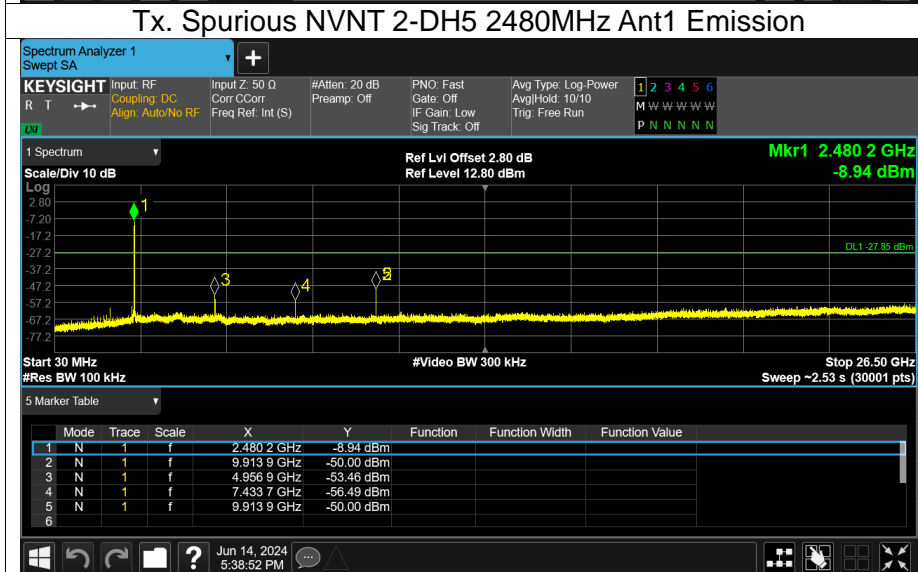 Tx. Spurious NVNT 2-DH5 2480MHz Ant1 Emission
Spectrum Analyzer 1
Swept SA
+
KEYSIGHT Input: RF Input Z: 50 Ω #Atten: 20 dB PNO: Fast Avg Type: Log-Power 1 2 3 4 5 6
R T Coupling: DC Corr CCorr Preamp: Off Gate: Off Avg|Hold: 10/10 M W W W W W
Align: Auto/No RF Freq Ref: Int (S) IF Gain: Low Trig: Free Run
LXI Sig Track: Off P N N N N N
1 Spectrum Ref Lvl Offset 2.80 dB Mkr1 2.480 2 GHz
Scale/Div 10 dB Ref Level 12.80 dBm -8.94 dBm
Log
2.80 1
-7.20
-17.2
-27.2 DL1 -27.85 dBm
-37.2
-47.2 3 4
-57.2
-67.2
-77.2
Start 30 MHz #Video BW 300 kHz Stop 26.50 GHz
#Res BW 100 kHz Sweep ~2.53 s (30001 pts)
5 Marker Table
Mode Trace Scale X Y Function Function Width Function Value
1 N 1 f 2.480 2 GHz -8.94 dBm
2 N 1 f 9.913 9 GHz -50.00 dBm
3 N 1 f 4.956 9 GHz -53.46 dBm
4 N 1 f 7.433 7 GHz -56.49 dBm
5 N 1 f 9.913 9 GHz -50.00 dBm
6
? Jun 14, 2024
5:38:52 PM